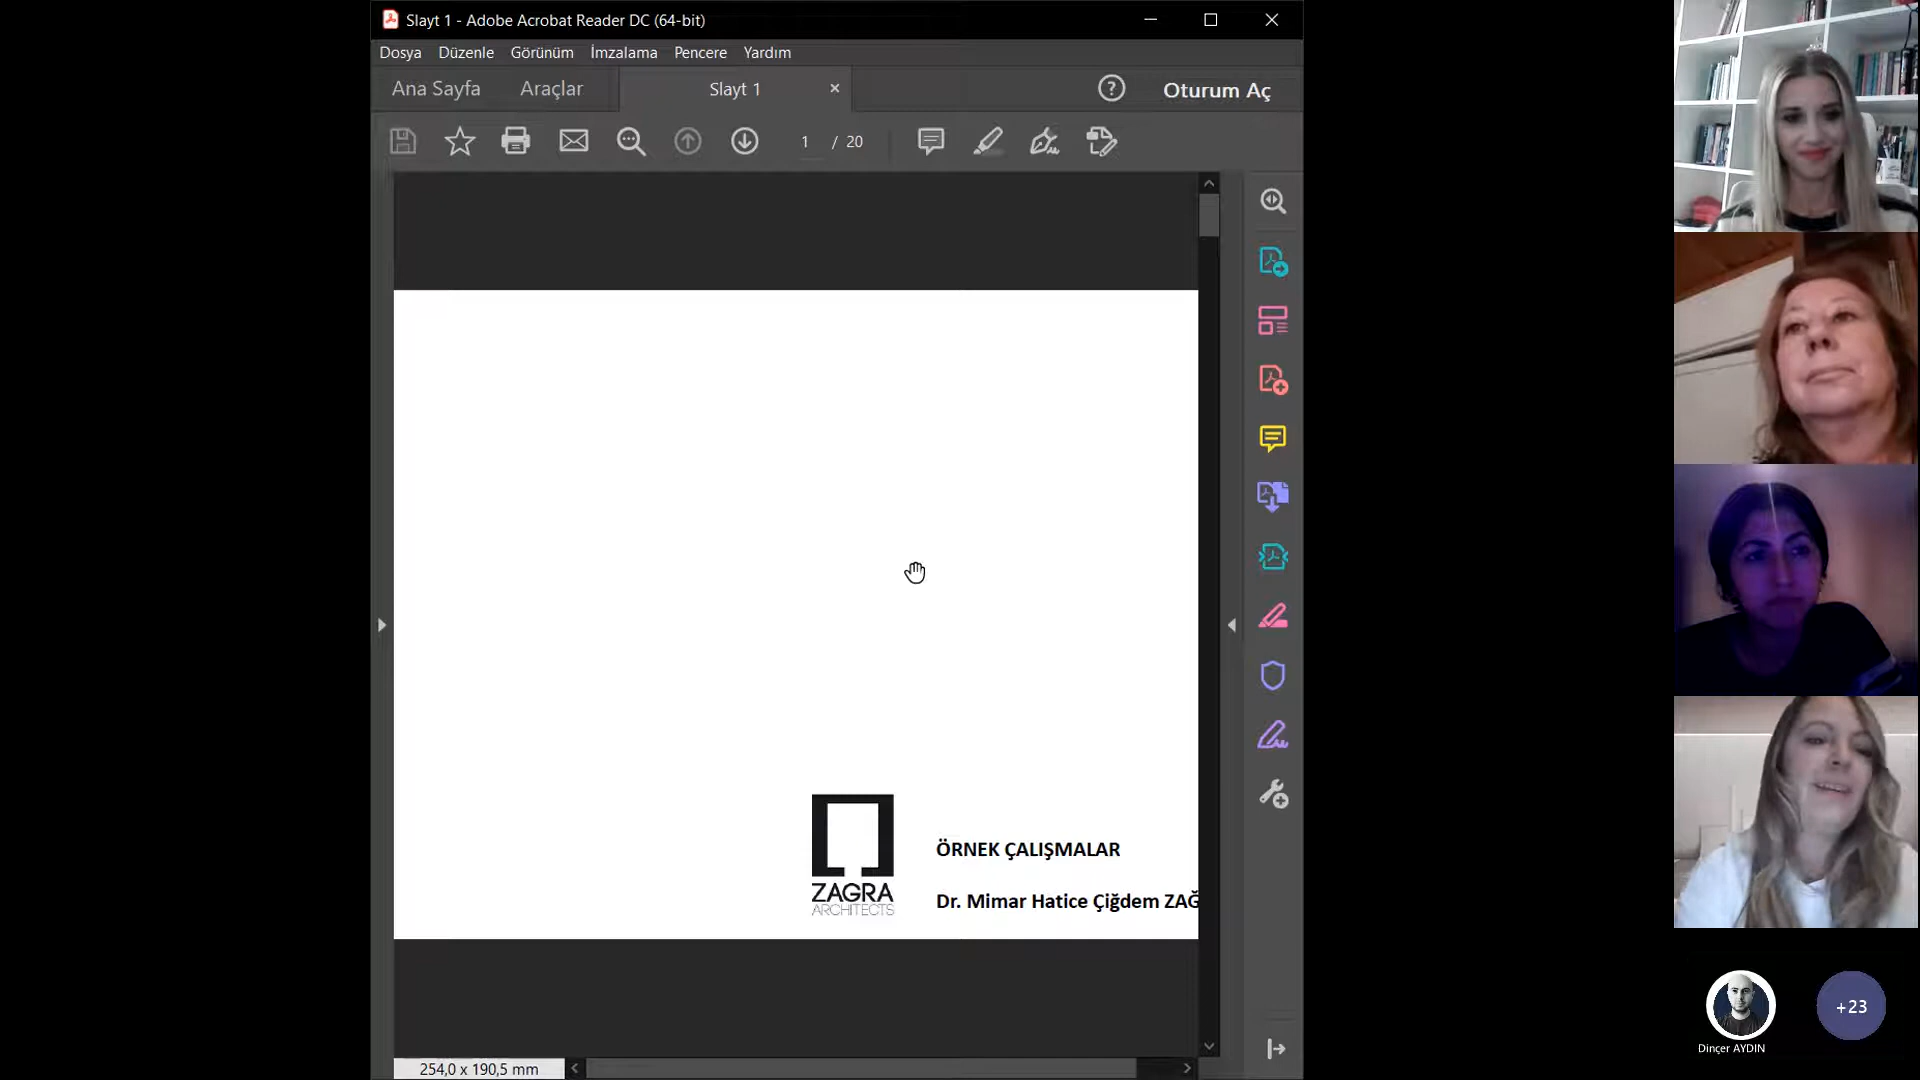 Slayt 1 - Adobe Acrobat Reader DC (64-bit)
Dosya Düzenle Görünüm İmzalama Pencere Yardım
Ana Sayfa Araçlar Slayt 1 Oturum Aç
1 / 20
ÖRNEK ÇALIŞMALAR
ZAGRA
ARCHITECTS
Dr. Mimar Hatice Çiğdem ZAĞ
254,0 x 190,5 mm
+23
Dinçer AYDIN